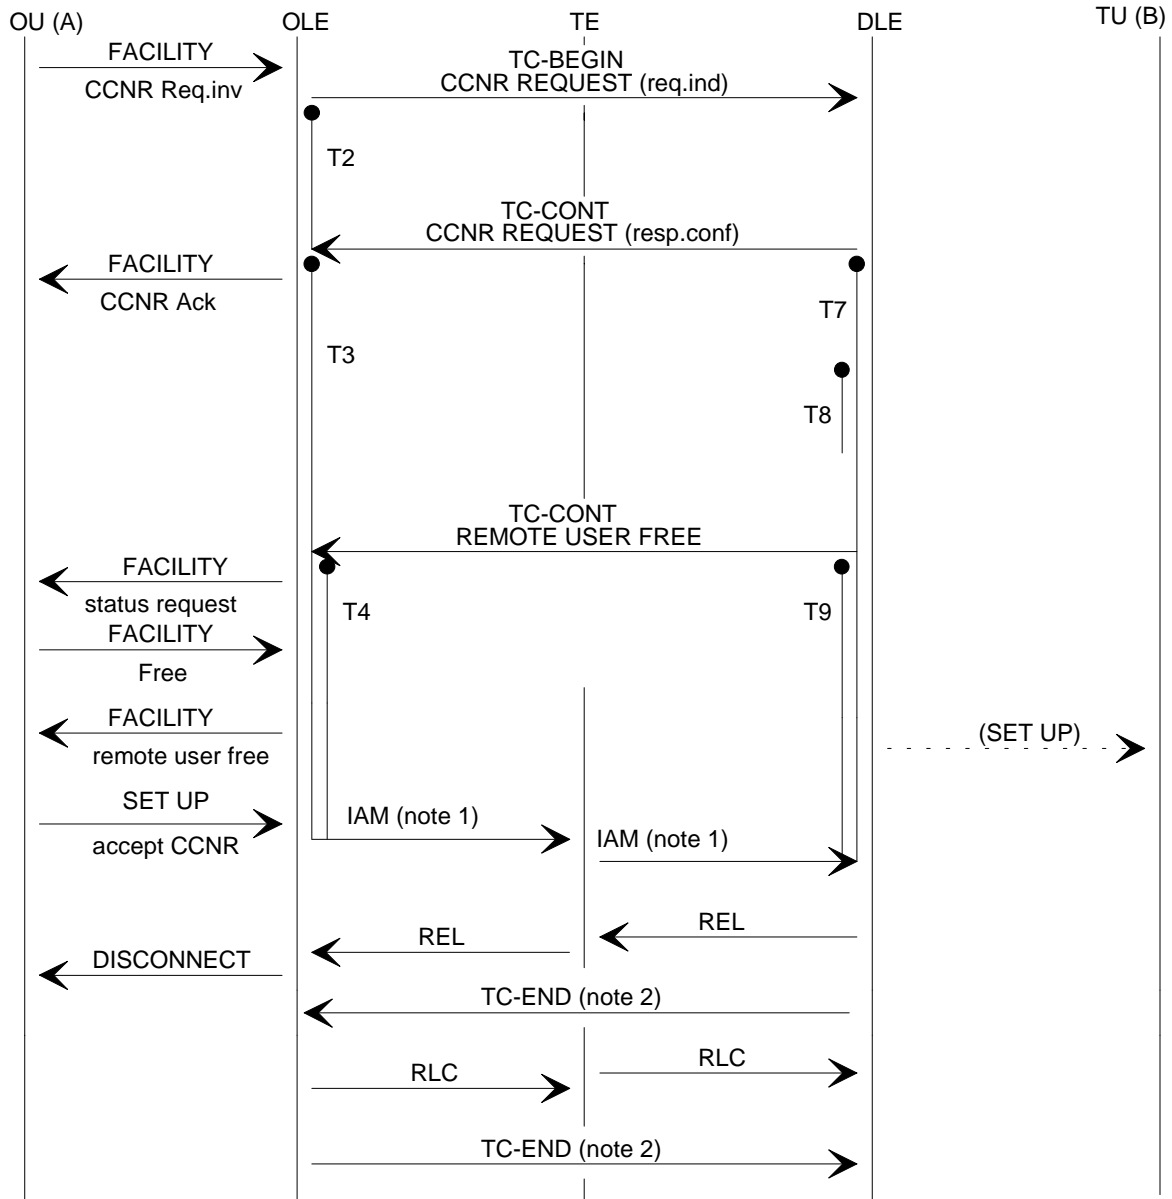 OU (A)
OLE
TE
DLE
TU (B)
FACILITY
CCNR Req.inv
TC-BEGIN
CCNR REQUEST (req.ind)
T2
TC-CONT
CCNR REQUEST (resp.conf)
FACILITY
CCNR Ack
T7
T3
T8
TC-CONT
REMOTE USER FREE
FACILITY
status request
T4
T9
FACILITY
Free
FACILITY
remote user free
(SET UP)
SET UP
accept CCNR
IAM (note 1)
IAM (note 1)
REL
REL
DISCONNECT
TC-END (note 2)
RLC
RLC
TC-END (note 2)